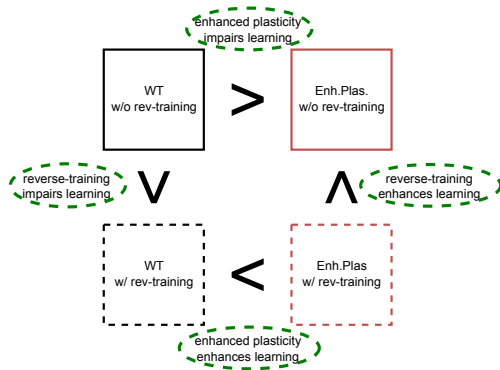 enhanced plasticity
impairs learning
WT
w/o rev-training
>
Enh.Plas.
w/o rev-training
reverse-training
impairs learning
>
<
reverse-training
enhances learning
WT
w/ rev-training
<
Enh.Plas
w/ rev-training
enhanced plasticity
enhances learning